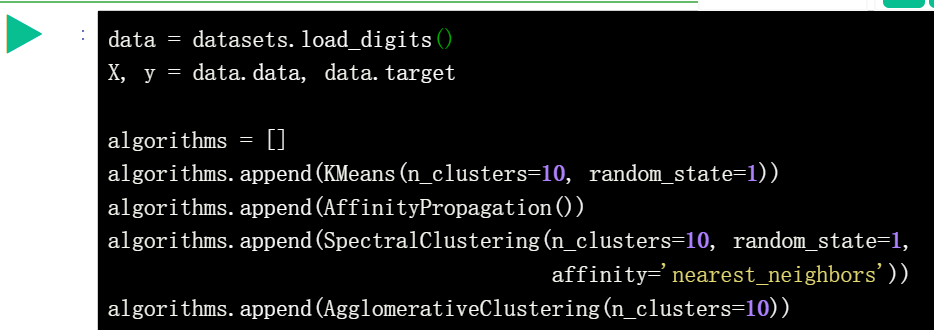 :
data = datasets.load_digits()
X, y = data.data, data.target
algorithms = []
algorithms.append(KMeans(n_clusters=10, random_state=1))
algorithms.append(AffinityPropagation())
algorithms.append(SpectralClustering(n_clusters=10, random_state=1,
affinity='nearest_neighbors'))
algorithms.append(AgglomerativeClustering(n_clusters=10))